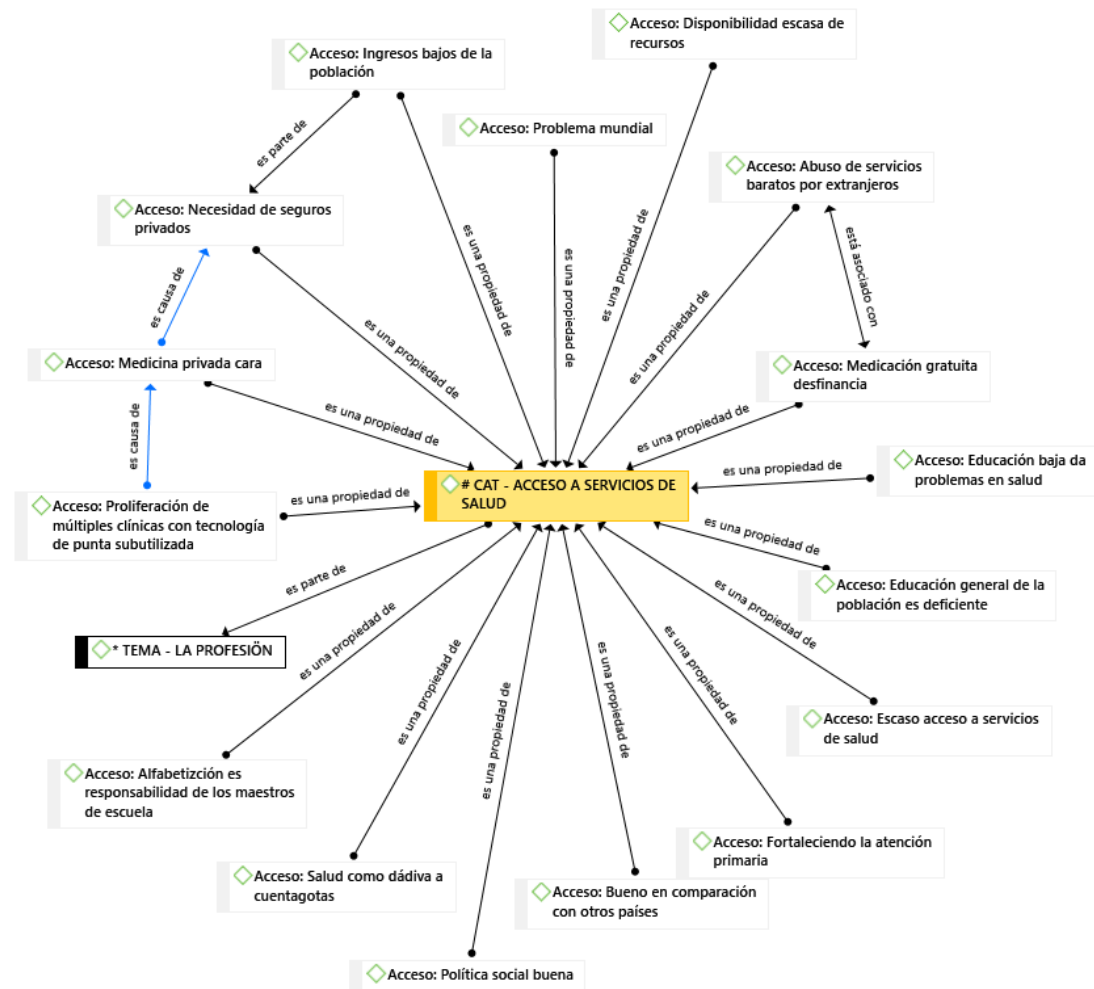 Acceso: Disponibilidad escasa de
recursos
Acceso: Ingresos bajos de la
población
Acceso: Problema mundial
es parte de
Acceso: Abuso de servicios
baratos por extranjeros
Acceso: Necesidad de seguros
privados
es una propiedad de
es una propiedad de
es una propiedad de
está asociado con
es causa de
es una propiedad de
es una propiedad de
Acceso: Medicina privada cara
Acceso: Medicación gratuita
desfinancia
es una propiedad de
es una propiedad de
es causa de
Acceso: Educación baja da
problemas en salud
es una propiedad de
# CAT - ACCESO A SERVICIOS DE
SALUD
es una propiedad de
Acceso: Proliferación de
múltiples clínicas con tecnología
de punta subutilizada
es una propiedad de
es parte de
Acceso: Educación general de la
población es deficiente
* TEMA - LA PROFESIÖN
es una propiedad de
es una propiedad de
es una propiedad de
es una propiedad de
es una propiedad de
es una propiedad de
Acceso: Escaso acceso a servicios
de salud
es una propiedad de
Acceso: Alfabetizción es
responsabilidad de los maestros
de escuela
Acceso: Fortaleciendo la atención
primaria
Acceso: Salud como dádiva a
cuentagotas
Acceso: Bueno en comparación
con otros países
Acceso: Política social buena